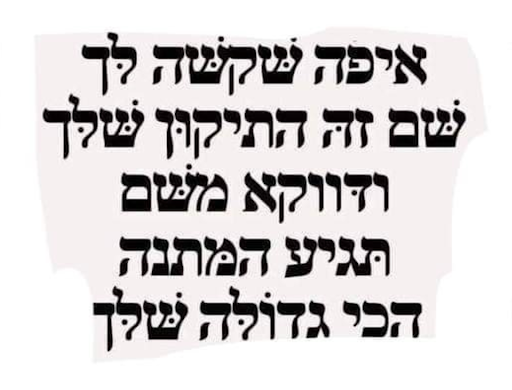 איפה שקשה לך
שם זה התיקון שלך
ודווקא משם
תגיע המתנה
הכי גדולה שלך